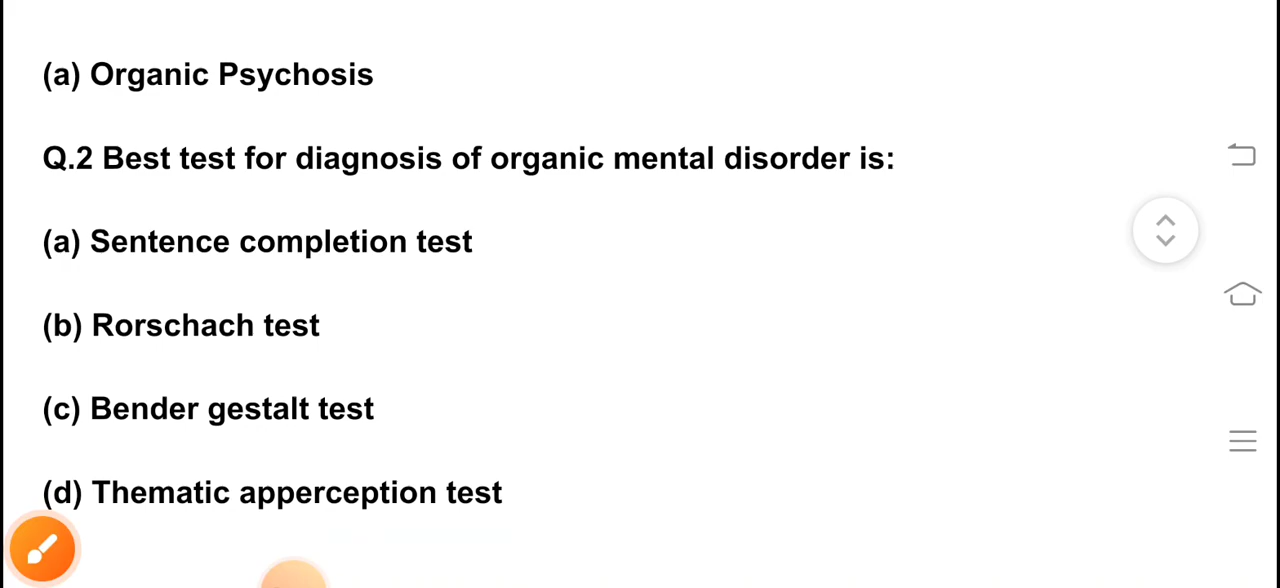 (a) Organic Psychosis
Q.2 Best test for diagnosis of organic mental disorder is:
(a) Sentence completion test
(b) Rorschach test
(c) Bender gestalt test
(d) Thematic apperception test